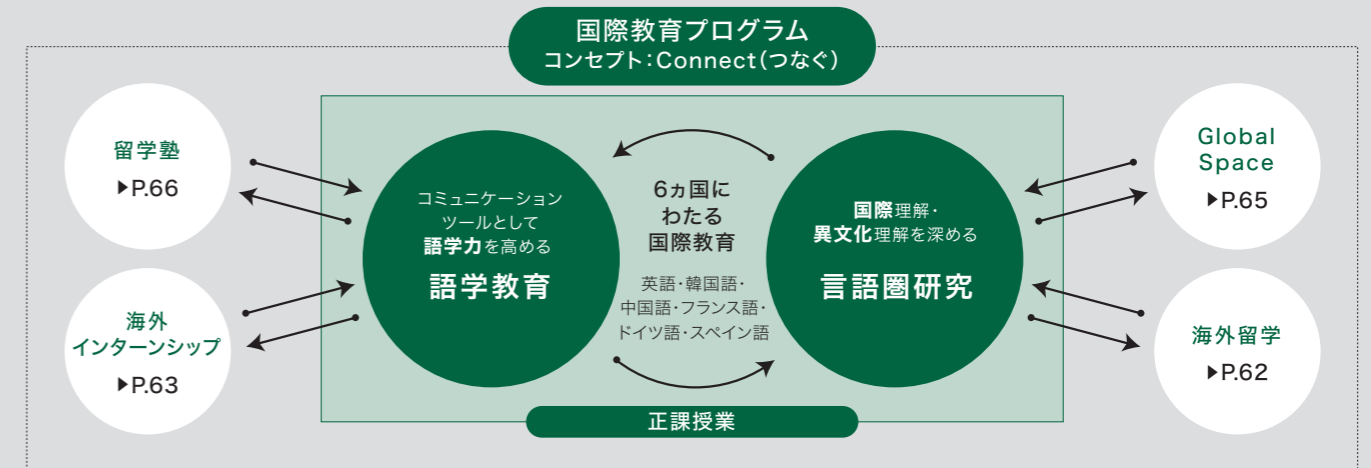 国際教育プログラム
コンセプト：Connect（つなぐ）
留学塾
▶P.66
海外
インターンシップ
▶P.63
コミュニケーション
ツールとして
語学力を高める
語学教育
6ヵ国に
わたる
国際教育
英語・韓国語・
中国語・フランス語・
ドイツ語・スペイン語
国際理解・
異文化理解を深める
言語圏研究
Global
Space
▶P.65
海外留学
▶P.62
正課授業